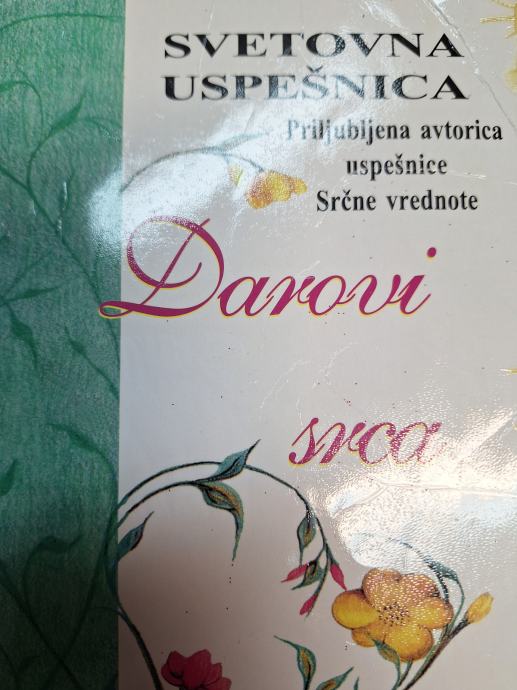 SVETOVNA
USPEŠNICA
Priljubljena avtorica
uspešnice
Srčne vrednote
Darovi
srca